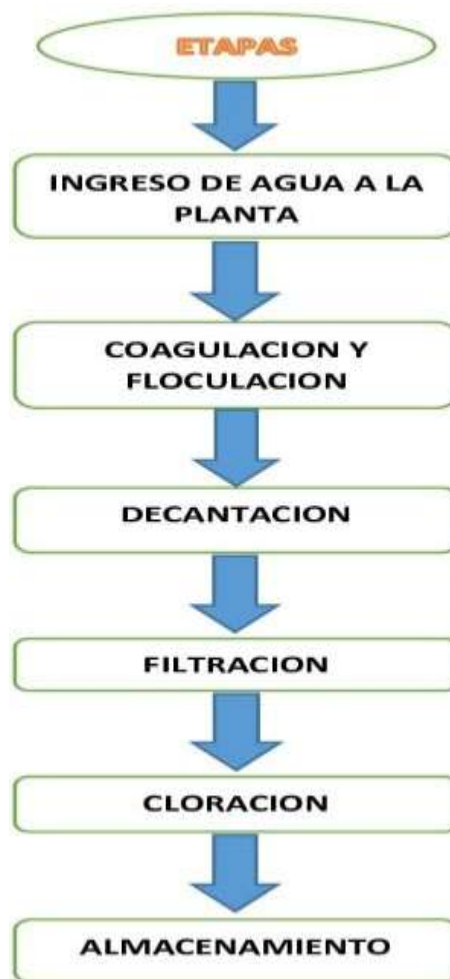 ETAPAS
INGRESO DE AGUA A LA
PLANTA
COAGULACION Y
FLOCULACION
DECANTACION
FILTRACION
CLORACION
ALMACENAMIENTO